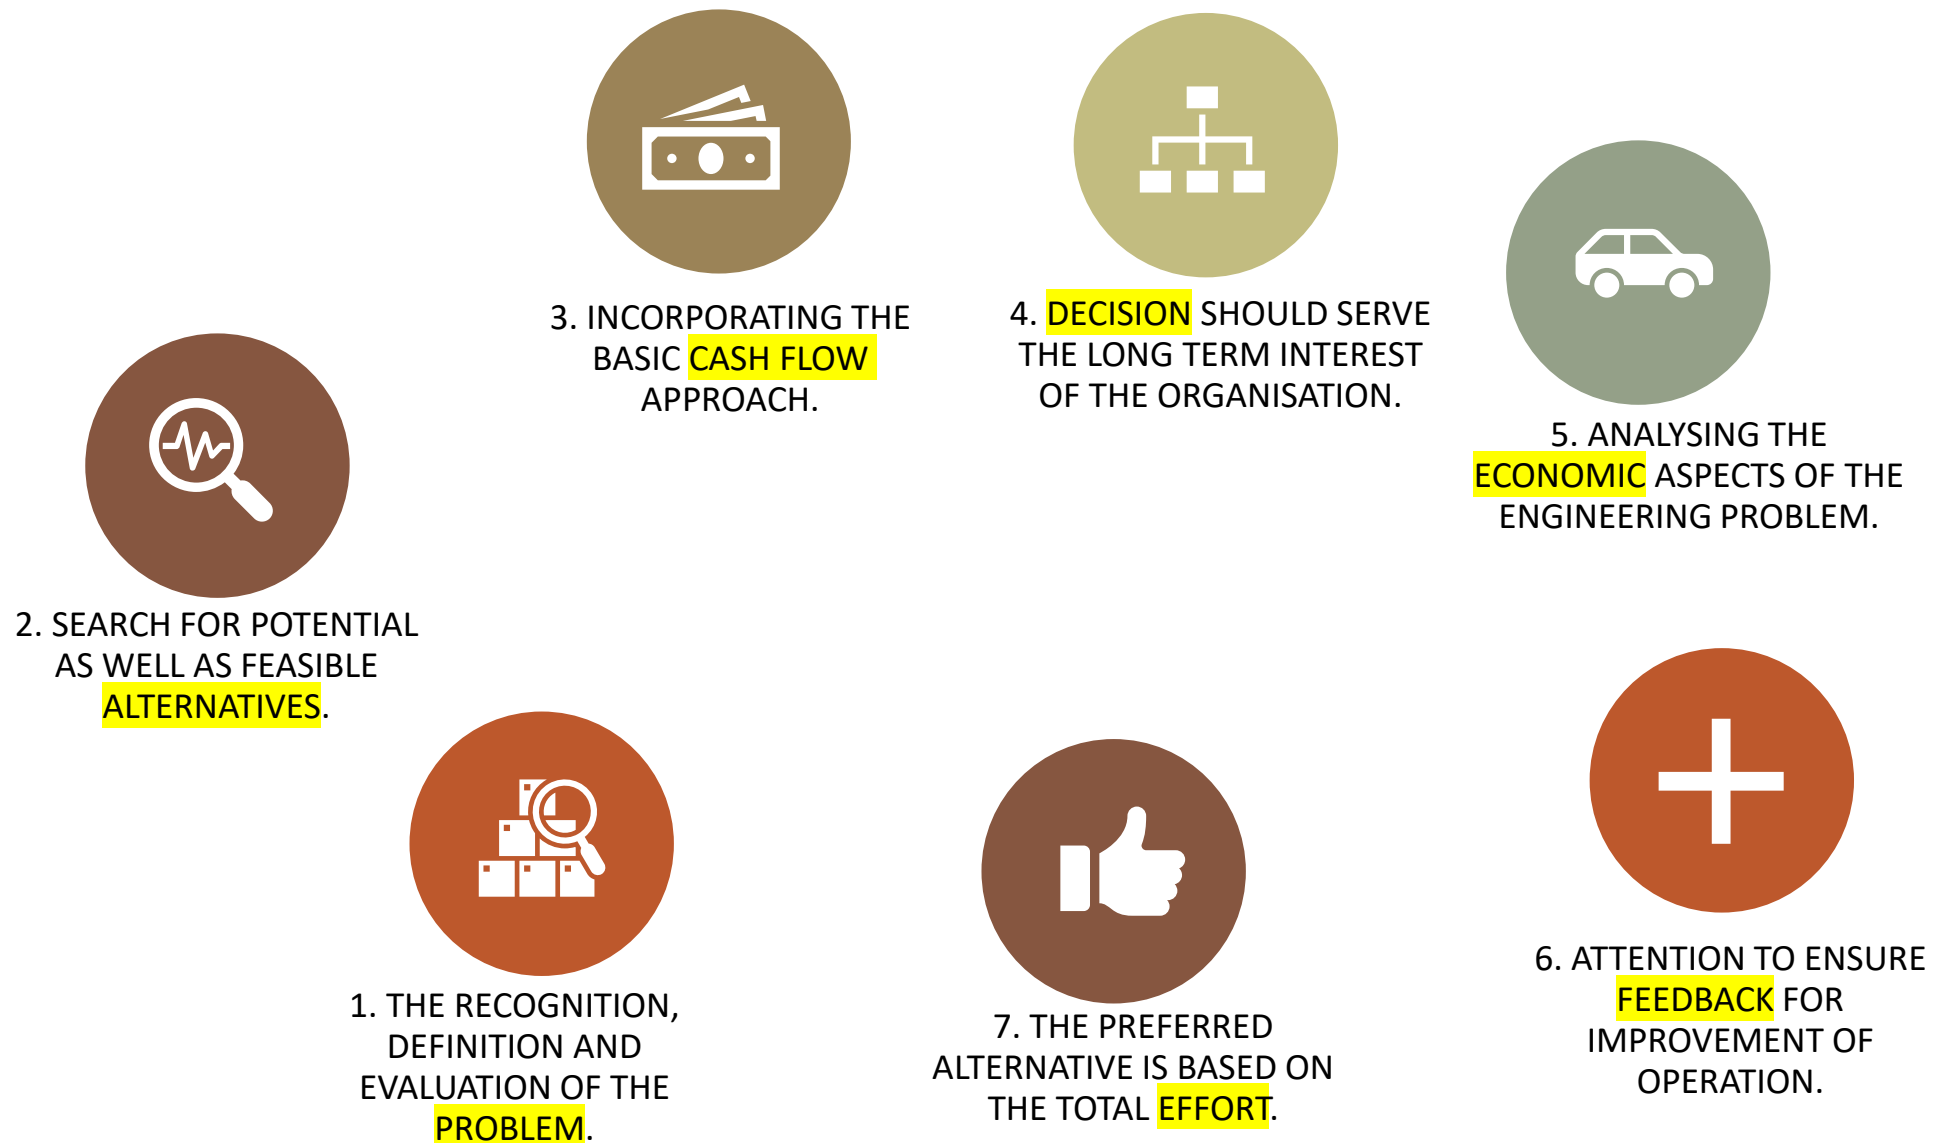 1. THE RECOGNITION,
DEFINITION AND
EVALUATION OF THE
PROBLEM.
2. SEARCH FOR POTENTIAL
AS WELL AS FEASIBLE
ALTERNATIVES.
3. INCORPORATING THE
BASIC CASH FLOW
APPROACH.
4. DECISION SHOULD SERVE
THE LONG TERM INTEREST
OF THE ORGANISATION.
5. ANALYSING THE
ECONOMIC ASPECTS OF THE
ENGINEERING PROBLEM.
6. ATTENTION TO ENSURE
FEEDBACK FOR
IMPROVEMENT OF
OPERATION.
7. THE PREFERRED
ALTERNATIVE IS BASED ON
THE TOTAL EFFORT.